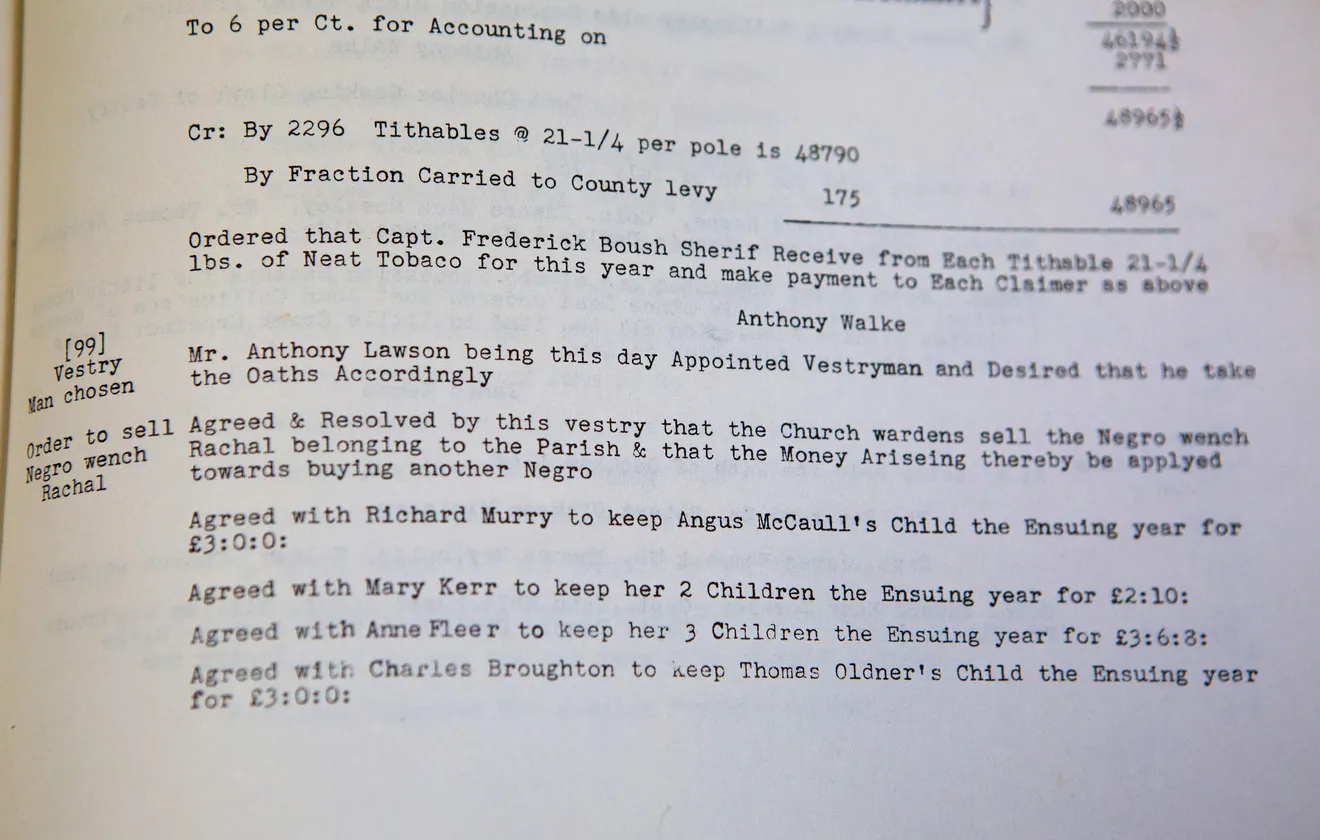 2000
To 6 per Ct. for Accounting on
46194½
2771
48965½
Cr: By 2296 Tithables @ 21-1/4 per pole is 48790
By Fraction Carried to County levy 175 48965
Ordered that Capt. Frederick Boush Sherif Receive from Each Tithable 21-1/4
lbs. of Neat Tobaco for this year and make payment to Each Claimer as above
Anthony Walke
[99]
Vestry
Man chosen
Mr. Anthony Lawson being this day Appointed Vestryman and Desired that he take
the Oaths Accordingly
Order to sell
Negro wench
Rachal
Agreed & Resolved by this vestry that the Church wardens sell the Negro wench
Rachal belonging to the Parish & that the Money Ariseing thereby be applyed
towards buying another Negro
Agreed with Richard Murry to keep Angus McCaull's Child the Ensuing year for
£3:0:0:
Agreed with Mary Kerr to keep her 2 Children the Ensuing year for £2:10:
Agreed with Anne Fleer to keep her 3 Children the Ensuing year for £3:6:8:
Agreed with Charles Broughton to keep Thomas Oldner's Child the Ensuing year
for £3:0:0: